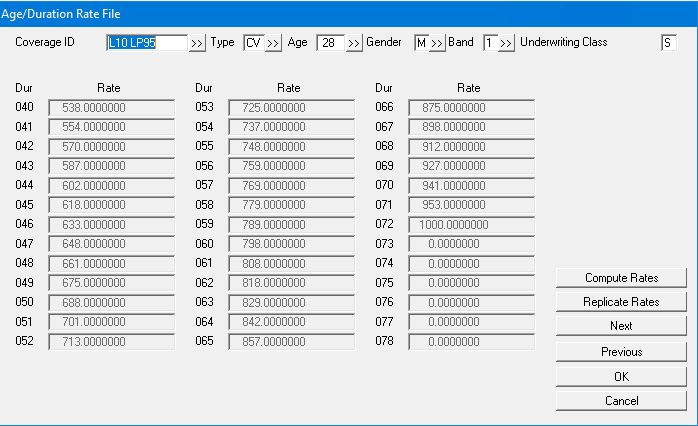 Age/Duration Rate File
Coverage ID L10 LP95 >> Type CV >> Age 28 >> Gender M >> Band 1 >> Underwriting Class S
Dur Rate Dur Rate Dur Rate
040 538.0000000 053 725.0000000 066 875.0000000
041 554.0000000 054 737.0000000 067 898.0000000
042 570.0000000 055 748.0000000 068 912.0000000
043 587.0000000 056 759.0000000 069 927.0000000
044 602.0000000 057 769.0000000 070 941.0000000
045 618.0000000 058 779.0000000 071 953.0000000
046 633.0000000 059 789.0000000 072 1000.0000000
047 648.0000000 060 798.0000000 073 0.0000000
048 661.0000000 061 808.0000000 074 0.0000000
049 675.0000000 062 818.0000000 075 0.0000000
050 688.0000000 063 829.0000000 076 0.0000000
051 701.0000000 064 842.0000000 077 0.0000000
052 713.0000000 065 857.0000000 078 0.0000000
Compute Rates
Replicate Rates
Next
Previous
OK
Cancel